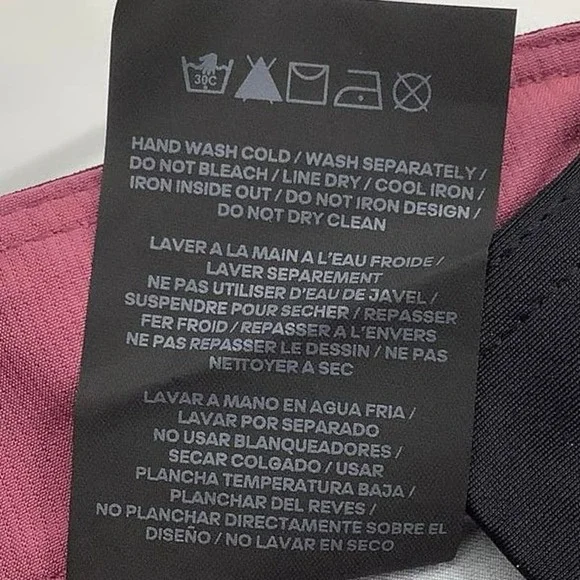 30C
HAND WASH COLD / WASH SEPARATELY /
DO NOT BLEACH / LINE DRY / COOL IRON /
IRON INSIDE OUT / DO NOT IRON DESIGN /
DO NOT DRY CLEAN
LAVER A LA MAIN A L'EAU FROIDE /
LAVER SEPAREMENT
NE PAS UTILISER D'EAU DE JAVEL /
SUSPENDRE POUR SECHER / REPASSER
FER FROID / REPASSER A L'ENVERS
NE PAS REPASSER LE DESSIN / NE PAS
NETTOYER A SEC
LAVAR A MANO EN AGUA FRIA /
LAVAR POR SEPARADO
NO USAR BLANQUEADORES /
SECAR COLGADO / USAR
PLANCHA TEMPERATURA BAJA /
PLANCHAR DEL REVES /
NO PLANCHAR DIRECTAMENTE SOBRE EL
DISEÑO / NO LAVAR EN SECO